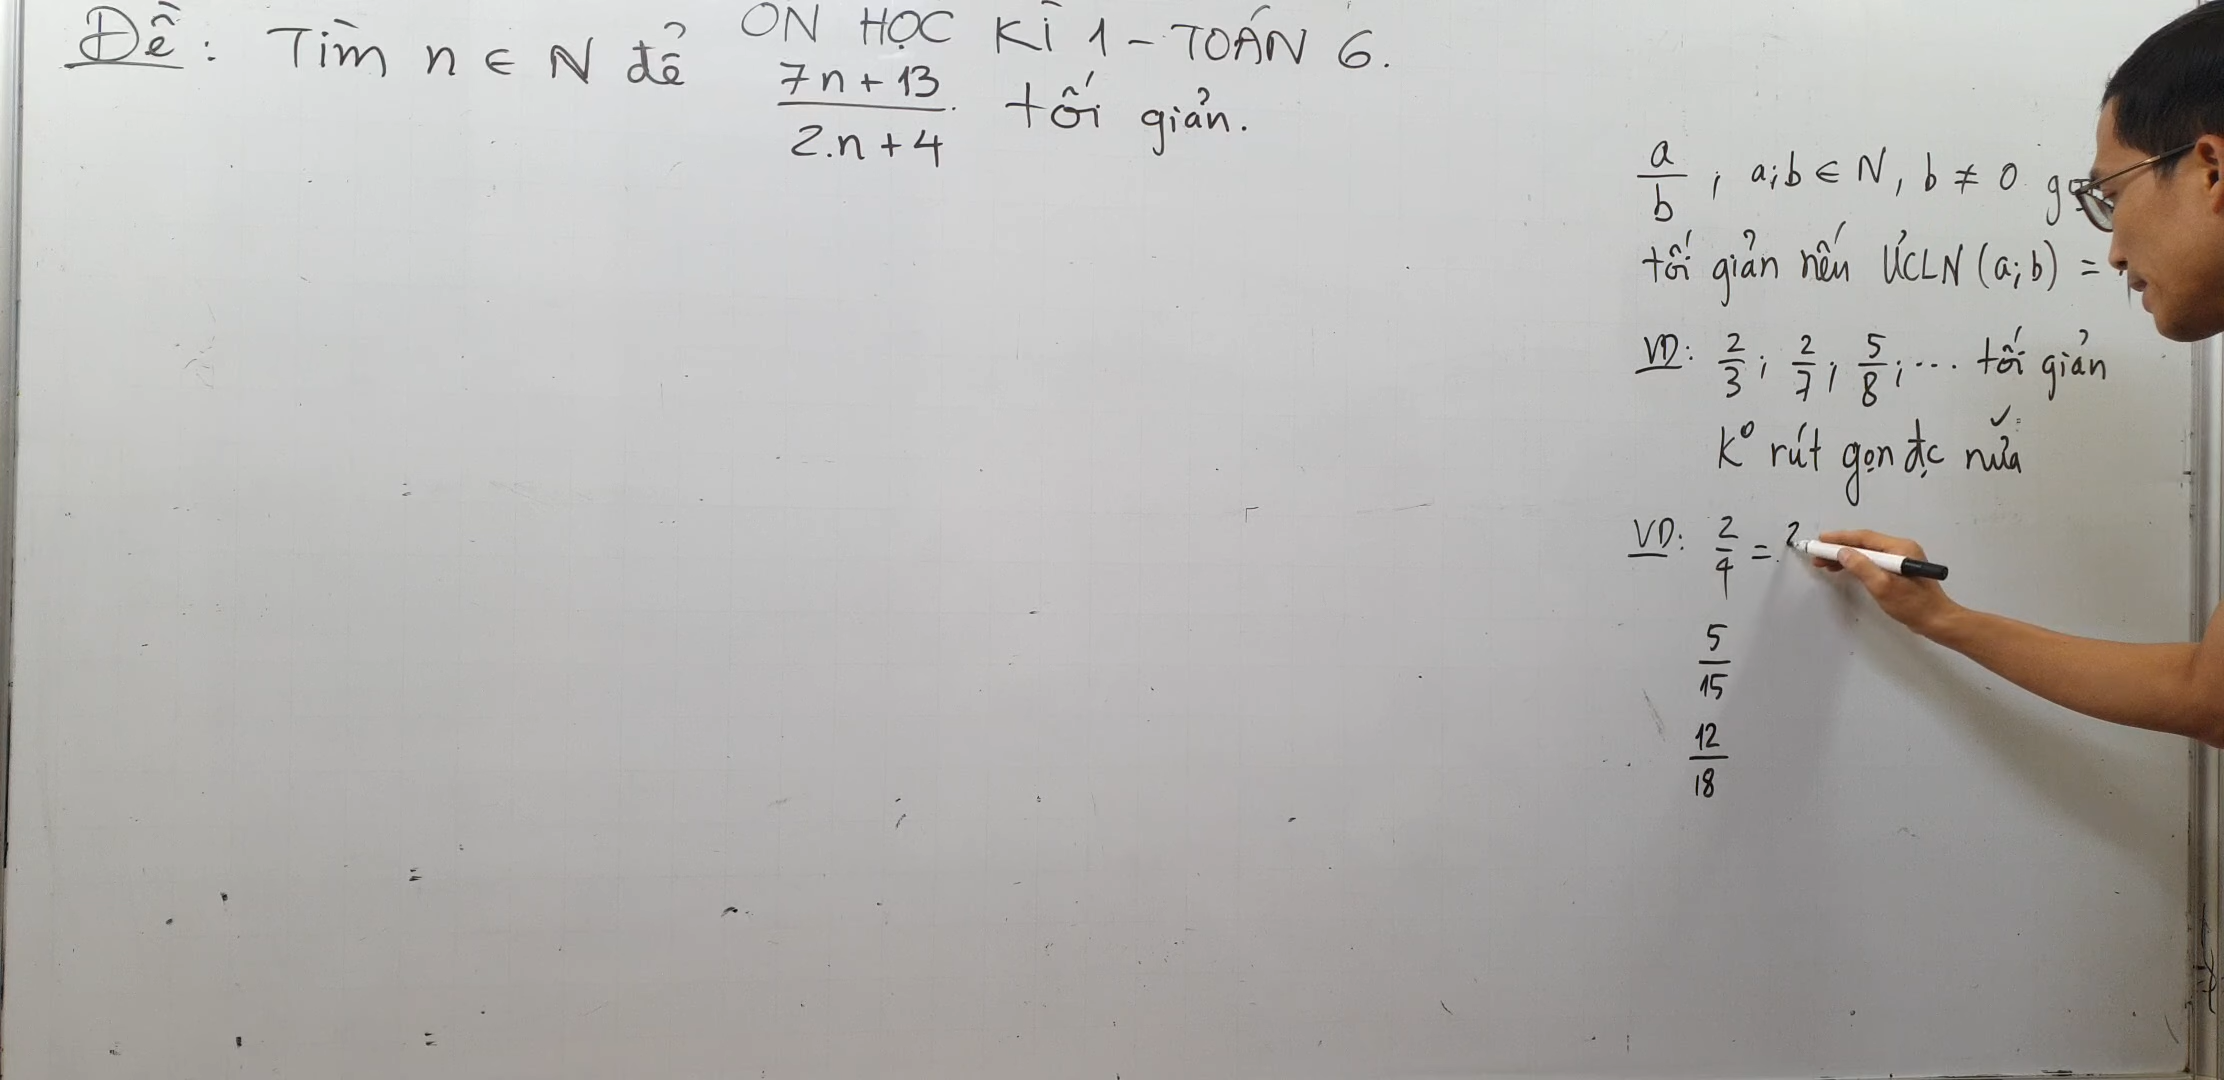 ÔN HỌC KÌ 1 - TOÁN 6.
Đề: Tìm n ∈ N để (7n + 13)/(2.n + 4) tối giản.
a/b ; a;b ∈ N, b ≠ 0
tối giản nếu ƯCLN (a; b) =
VD: 2/3 ; 2/7 ; 5/8 ; ... tối giản
K° rút gọn đc nữa
VD: 2/4 = 2
5/15
12/18